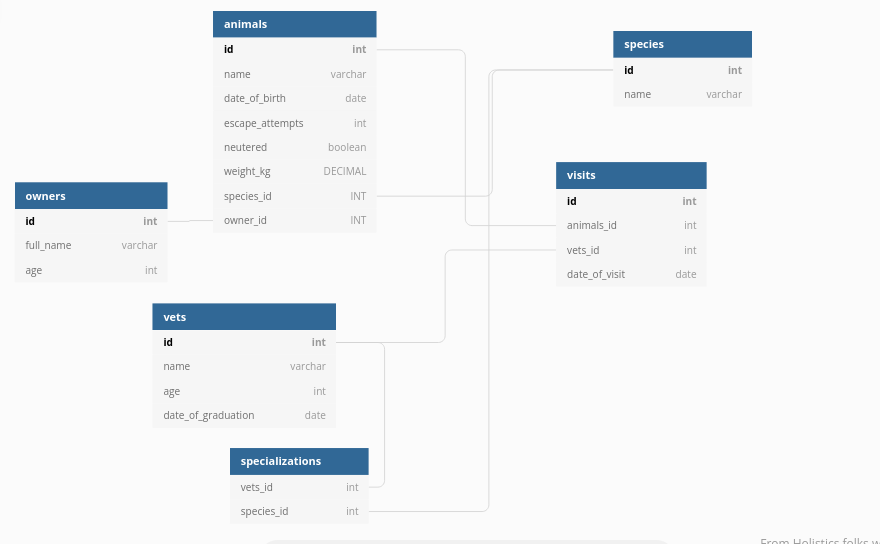 animals
id int
name varchar
date_of_birth date
escape_attempts int
neutered boolean
weight_kg DECIMAL
species_id INT
owner_id INT
species
id int
name varchar
owners
id int
full_name varchar
age int
visits
id int
animals_id int
vets_id int
date_of_visit date
vets
id int
name varchar
age int
date_of_graduation date
specializations
vets_id int
species_id int
From Holistics folks